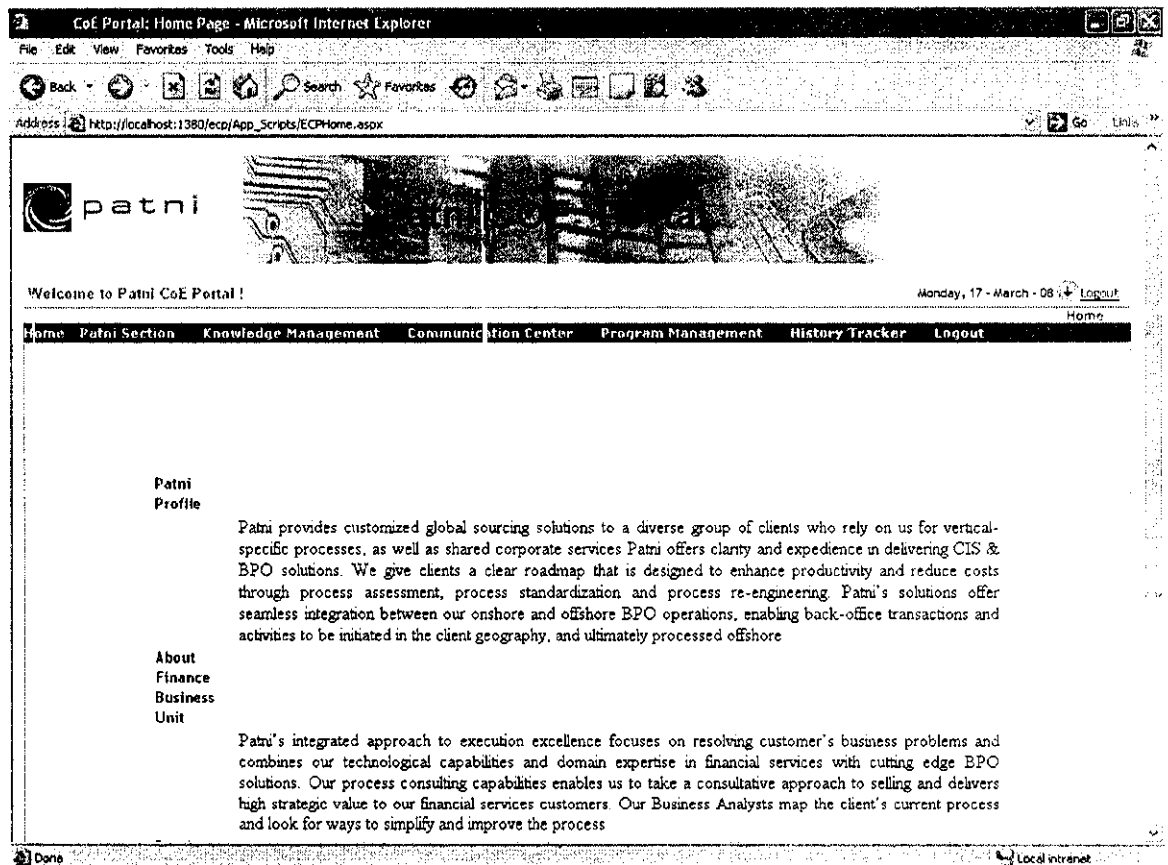 CoE Portal: Home Page - Microsoft Internet Explorer
File Edit View Favorites Tools Help
Back Search Favorites
Address http://localhost:1380/ecp/App_Scripts/ECPHome.aspx Go Links »
patni
Welcome to Patni CoE Portal !
Monday, 17 - March - 08 Logout
Home
Home Patni Section Knowledge Management Communication Center Program Management History Tracker Logout
Patni
Profile
Patni provides customized global sourcing solutions to a diverse group of clients who rely on us for vertical-
specific processes, as well as shared corporate services Patni offers clarity and expedience in delivering CIS &
BPO solutions. We give clients a clear roadmap that is designed to enhance productivity and reduce costs
through process assessment, process standardization and process re-engineering. Patni's solutions offer
seamless integration between our onshore and offshore BPO operations, enabling back-office transactions and
activities to be initiated in the client geography, and ultimately processed offshore
About
Finance
Business
Unit
Patni's integrated approach to execution excellence focuses on resolving customer's business problems and
combines our technological capabilities and domain expertise in financial services with cutting edge BPO
solutions. Our process consulting capabilities enables us to take a consultative approach to selling and delivers
high strategic value to our financial services customers. Our Business Analysts map the client's current process
and look for ways to simplify and improve the process
Done Local intranet